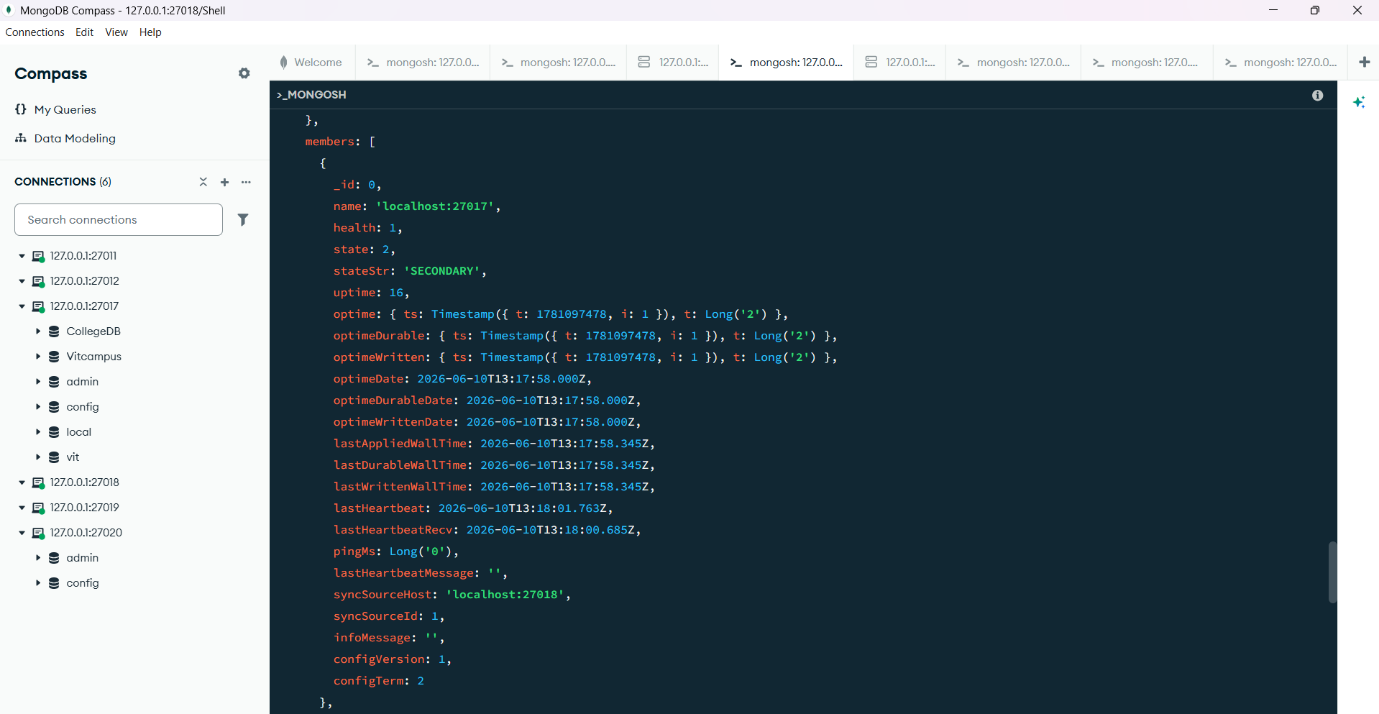 MongoDB Compass - 127.0.0.1:27018/Shell
Connections Edit View Help
Compass
Welcome
mongosh: 127.0.0...
mongosh: 127.0.0....
127.0.0.1:...
mongosh: 127.0.0...
127.0.0.1:...
mongosh: 127.0.0...
mongosh: 127.0.0....
mongosh: 127.0.0...
{} My Queries
Data Modeling
CONNECTIONS (6)
Search connections
127.0.0.1:27011
127.0.0.1:27012
127.0.0.1:27017
CollegeDB
Vitcampus
admin
config
local
vit
127.0.0.1:27018
127.0.0.1:27019
127.0.0.1:27020
admin
config
>_MONGOSH
},
members: [
{
_id: 0,
name: 'localhost:27017',
health: 1,
state: 2,
stateStr: 'SECONDARY',
uptime: 16,
optime: { ts: Timestamp({ t: 1781097478, i: 1 }), t: Long('2') },
optimeDurable: { ts: Timestamp({ t: 1781097478, i: 1 }), t: Long('2') },
optimeWritten: { ts: Timestamp({ t: 1781097478, i: 1 }), t: Long('2') },
optimeDate: 2026-06-10T13:17:58.000Z,
optimeDurableDate: 2026-06-10T13:17:58.000Z,
optimeWrittenDate: 2026-06-10T13:17:58.000Z,
lastAppliedWallTime: 2026-06-10T13:17:58.345Z,
lastDurableWallTime: 2026-06-10T13:17:58.345Z,
lastWrittenWallTime: 2026-06-10T13:17:58.345Z,
lastHeartbeat: 2026-06-10T13:18:01.763Z,
lastHeartbeatRecv: 2026-06-10T13:18:00.685Z,
pingMs: Long('0'),
lastHeartbeatMessage: '',
syncSourceHost: 'localhost:27018',
syncSourceId: 1,
infoMessage: '',
configVersion: 1,
configTerm: 2
},